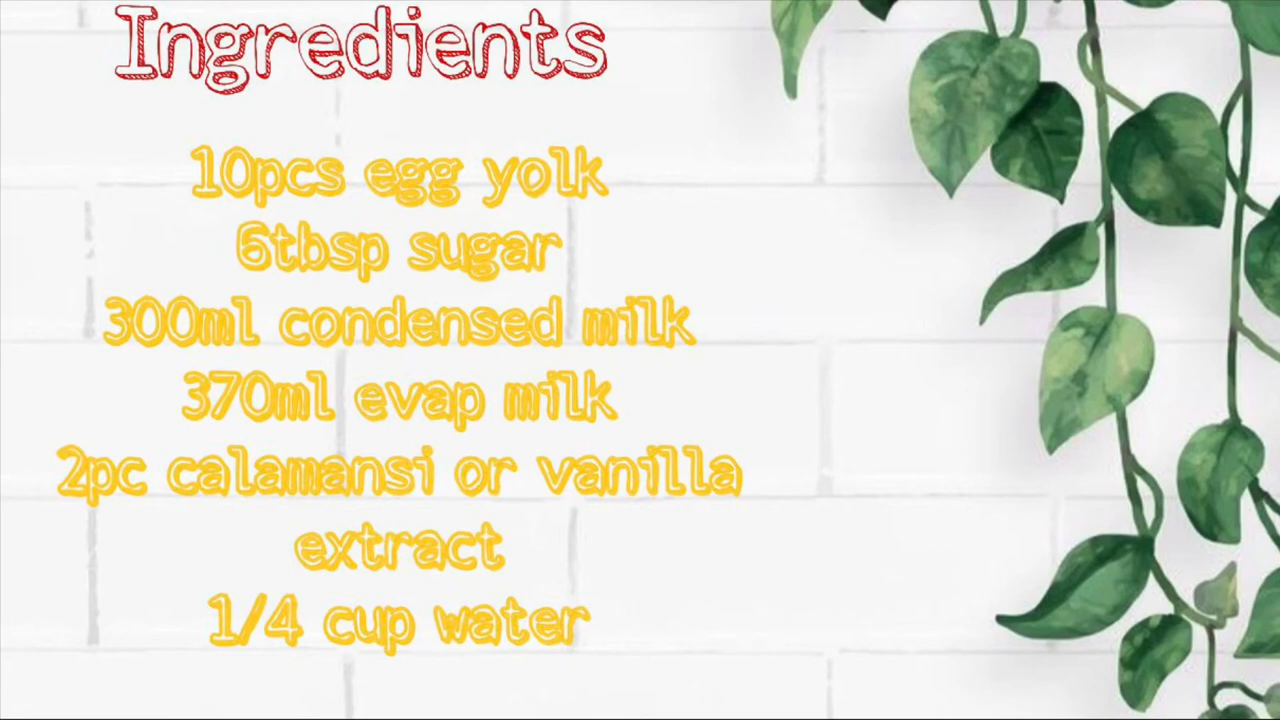 Ingredients
10pcs egg yolk
6tbsp sugar
300ml condensed milk
370ml evap milk
2pc calamansi or vanilla
extract
1/4 cup water